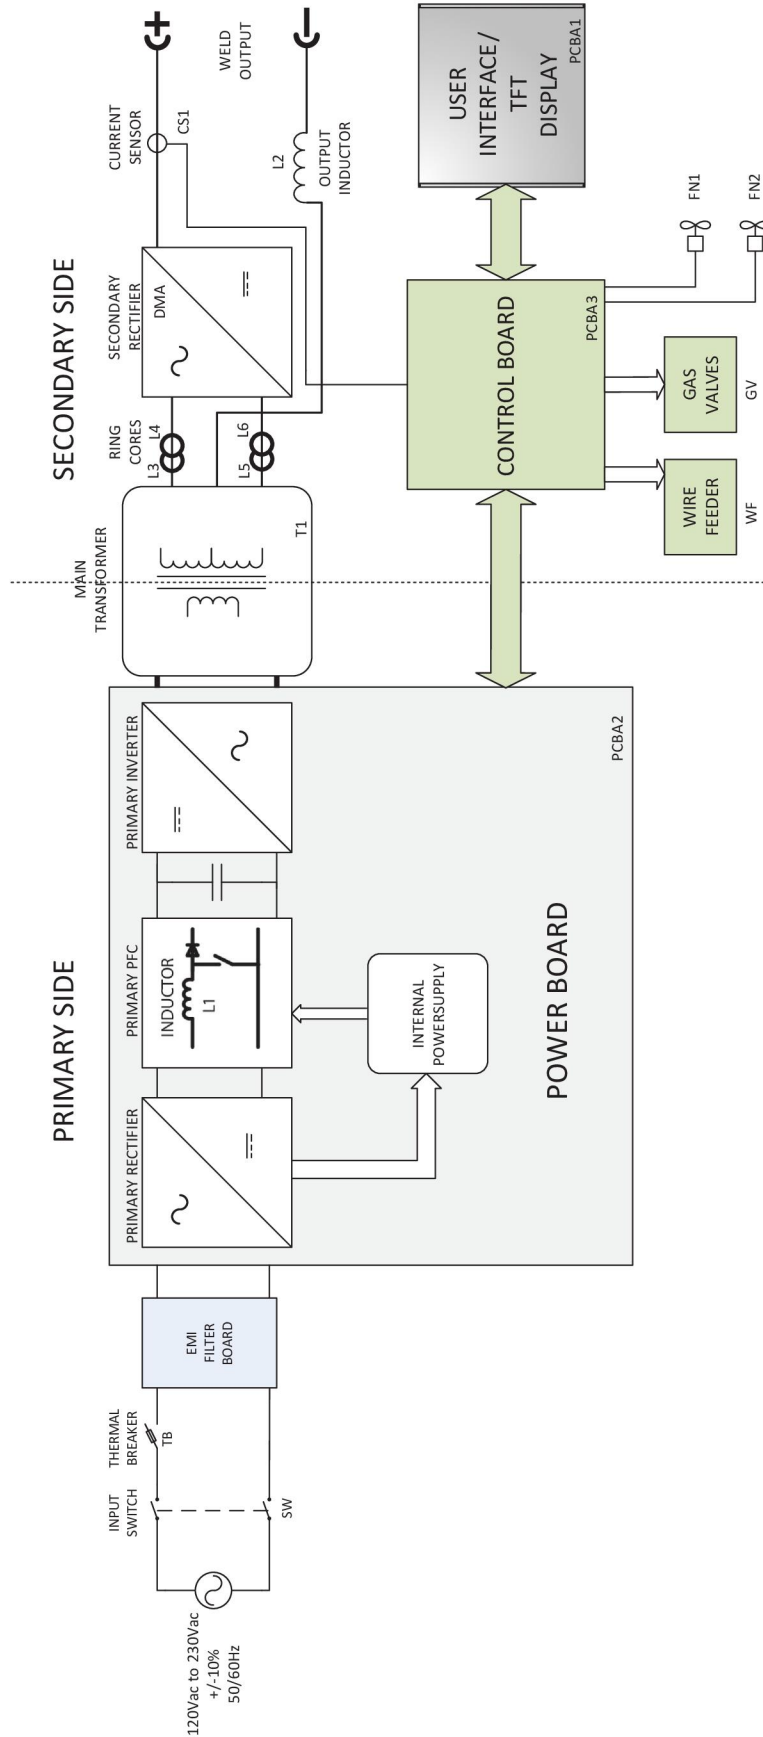 PRIMARY SIDE
SECONDARY SIDE
120Vac to 230Vac
+/-10%
50/60Hz
INPUT
SWITCH
SW
THERMAL
BREAKER
TB
EMI
FILTER
BOARD
PRIMARY RECTIFIER
PRIMARY PFC
INDUCTOR
L1
PRIMARY INVERTER
INTERNAL
POWERSUPPLY
POWER BOARD
PCBA2
MAIN
TRANSFORMER
T1
RING
CORES
L3
L4
L5
L6
SECONDARY
RECTIFIER
DMA
CURRENT
SENSOR
CS1
WELD
OUTPUT
+
−
L2
OUTPUT
INDUCTOR
CONTROL BOARD
PCBA3
USER
INTERFACE/
TFT
DISPLAY
PCBA1
WIRE
FEEDER
WF
GAS
VALVES
GV
FN1
FN2